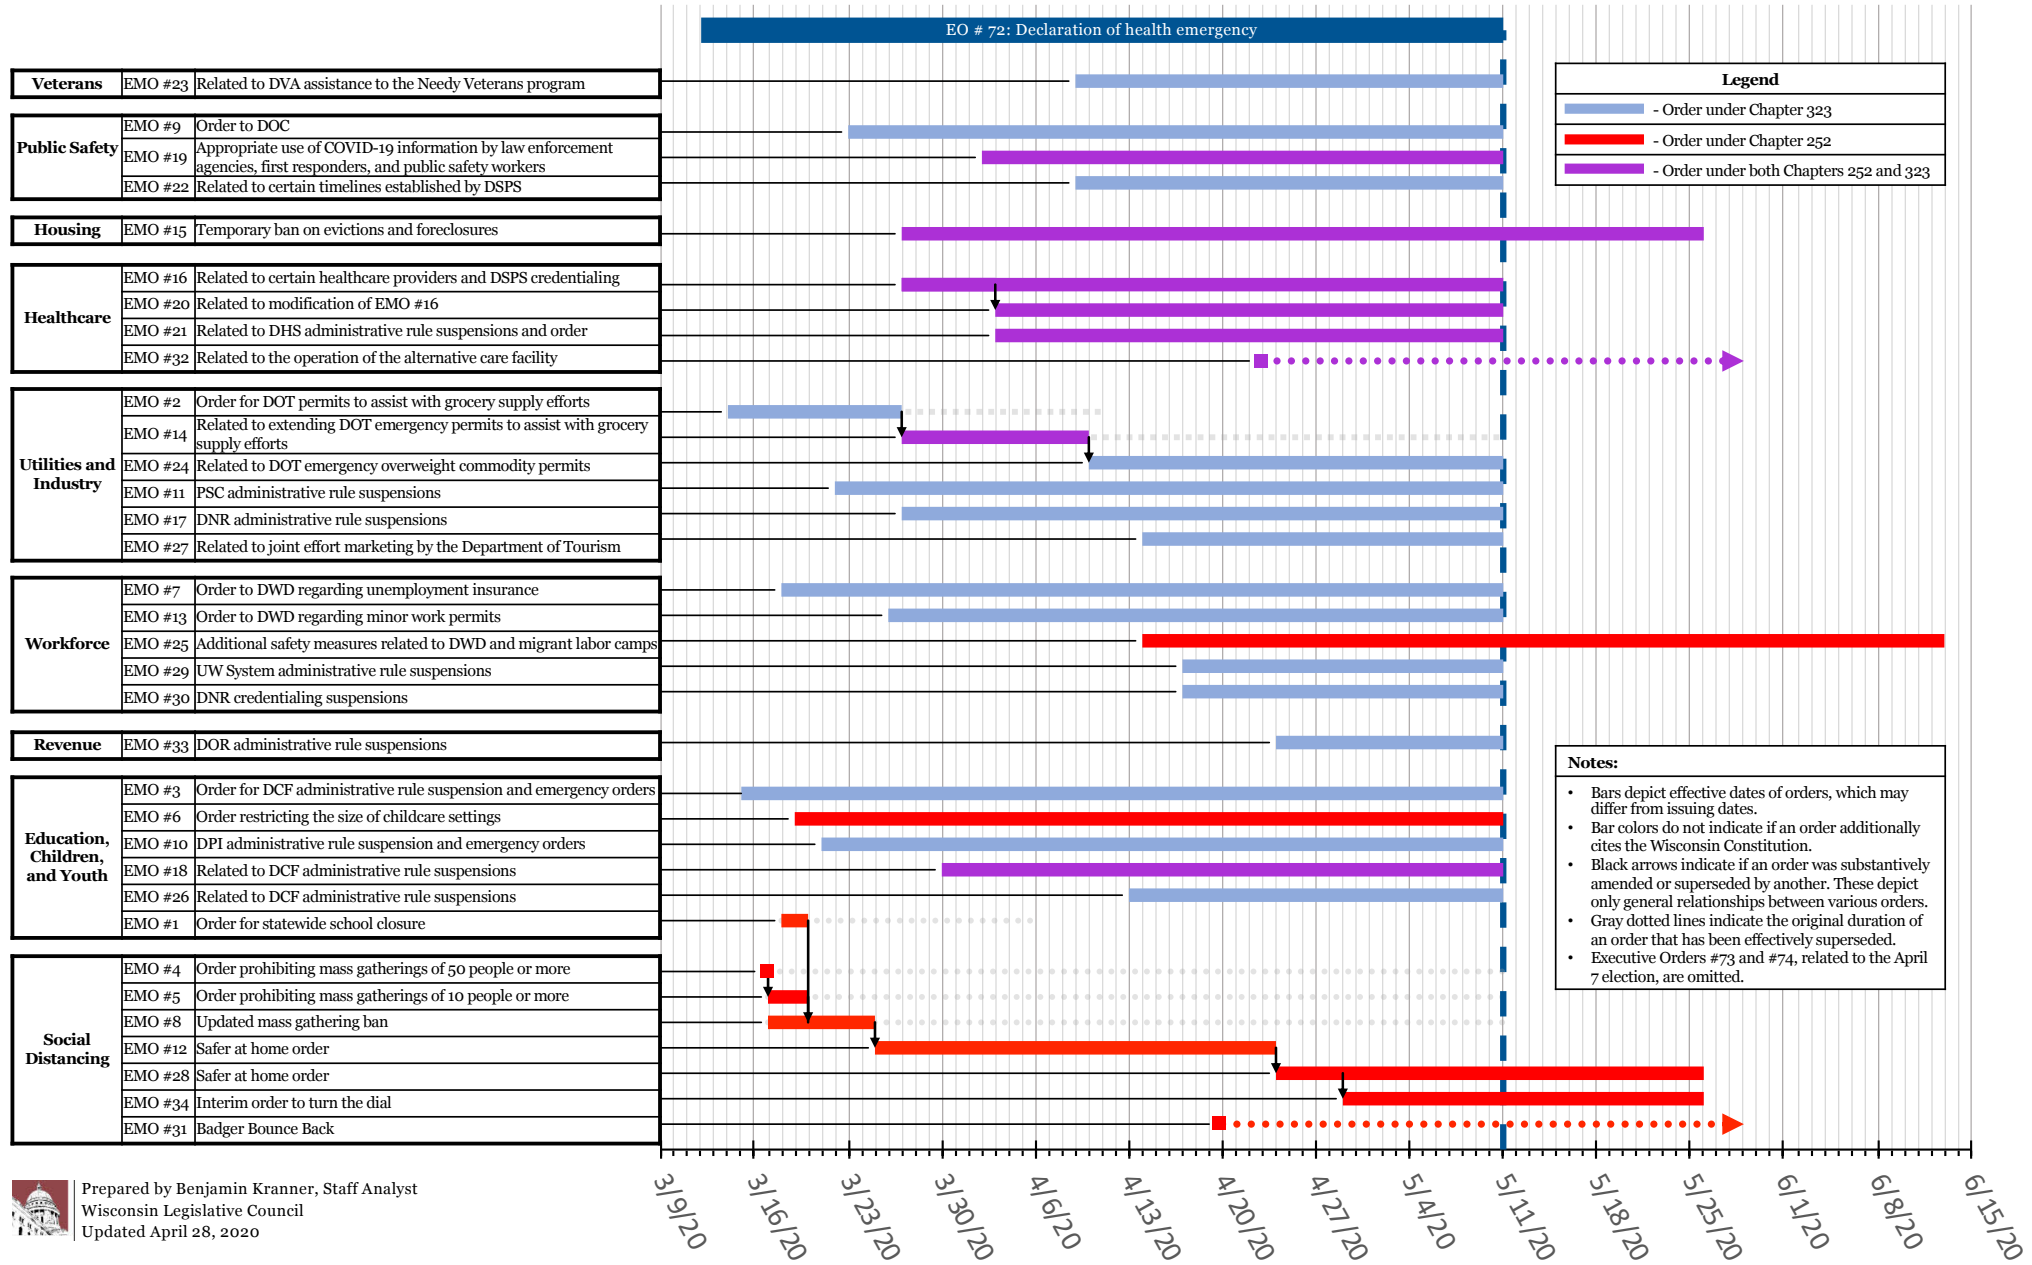 EO # 72: Declaration of health emergency
Veterans
EMO #23 Related to DVA assistance to the Needy Veterans program
Public Safety
EMO #9 Order to DOC
EMO #19 Appropriate use of COVID-19 information by law enforcement
agencies, first responders, and public safety workers
EMO #22 Related to certain timelines established by DSPS
Housing
EMO #15 Temporary ban on evictions and foreclosures
Healthcare
EMO #16 Related to certain healthcare providers and DSPS credentialing
EMO #20 Related to modification of EMO #16
EMO #21 Related to DHS administrative rule suspensions and order
EMO #32 Related to the operation of the alternative care facility
Utilities and
Industry
EMO #2 Order for DOT permits to assist with grocery supply efforts
EMO #14 Related to extending DOT emergency permits to assist with grocery
supply efforts
EMO #24 Related to DOT emergency overweight commodity permits
EMO #11 PSC administrative rule suspensions
EMO #17 DNR administrative rule suspensions
EMO #27 Related to joint effort marketing by the Department of Tourism
Workforce
EMO #7 Order to DWD regarding unemployment insurance
EMO #13 Order to DWD regarding minor work permits
EMO #25 Additional safety measures related to DWD and migrant labor camps
EMO #29 UW System administrative rule suspensions
EMO #30 DNR credentialing suspensions
Revenue
EMO #33 DOR administrative rule suspensions
Education,
Children,
and Youth
EMO #3 Order for DCF administrative rule suspension and emergency orders
EMO #6 Order restricting the size of childcare settings
EMO #10 DPI administrative rule suspension and emergency orders
EMO #18 Related to DCF administrative rule suspensions
EMO #26 Related to DCF administrative rule suspensions
EMO #1 Order for statewide school closure
Social
Distancing
EMO #4 Order prohibiting mass gatherings of 50 people or more
EMO #5 Order prohibiting mass gatherings of 10 people or more
EMO #8 Updated mass gathering ban
EMO #12 Safer at home order
EMO #28 Safer at home order
EMO #34 Interim order to turn the dial
EMO #31 Badger Bounce Back
Legend
- Order under Chapter 323
- Order under Chapter 252
- Order under both Chapters 252 and 323
Notes:
• Bars depict effective dates of orders, which may
differ from issuing dates.
• Bar colors do not indicate if an order additionally
cites the Wisconsin Constitution.
• Black arrows indicate if an order was substantively
amended or superseded by another. These depict
only general relationships between various orders.
• Gray dotted lines indicate the original duration of
an order that has been effectively superseded.
• Executive Orders #73 and #74, related to the April
7 election, are omitted.
3/9/20
3/16/20
3/23/20
3/30/20
4/6/20
4/13/20
4/20/20
4/27/20
5/4/20
5/11/20
5/18/20
5/25/20
6/1/20
6/8/20
6/15/20
Prepared by Benjamin Kranner, Staff Analyst
Wisconsin Legislative Council
Updated April 28, 2020